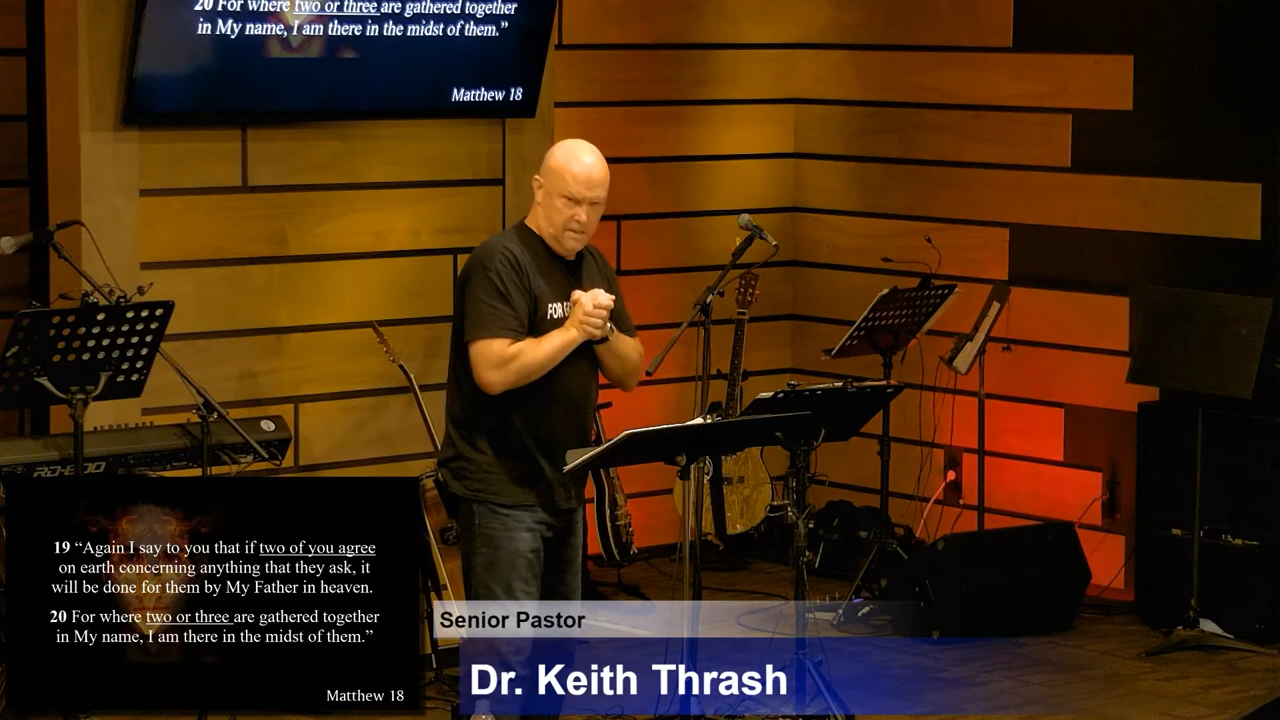 20 For where two or three are gathered together
in My name, I am there in the midst of them.”
Matthew 18
FOR
RD-800
19 “Again I say to you that if two of you agree
on earth concerning anything that they ask, it
will be done for them by My Father in heaven.
20 For where two or three are gathered together
in My name, I am there in the midst of them.”
Matthew 18
Senior Pastor
Dr. Keith Thrash